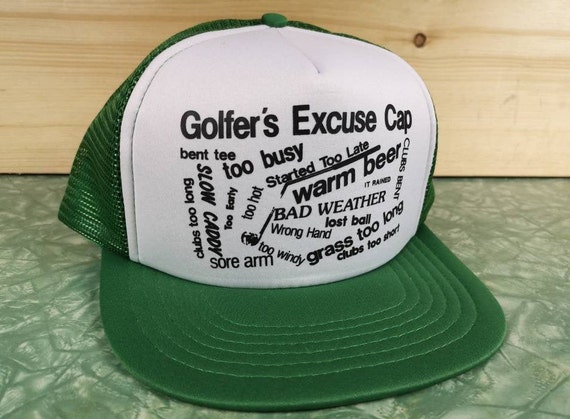 Golfer's Excuse Cap
bent tee
too busy
Started Too Late
CLUBS BENT
clubs too long
SLOW CADDY
Too Early
too hot
warm beer
IT RAINED
BAD WEATHER
lost ball
Wrong Hand
grass too long
too windy
clubs too short
sore arm